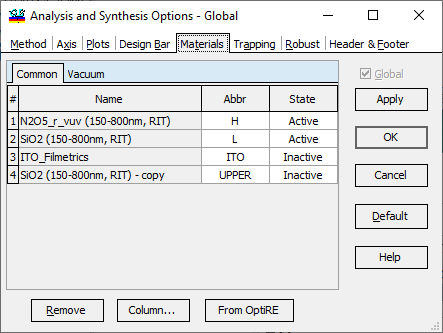 Analysis and Synthesis Options - Global
Method Axis Plots Design Bar Materials Trapping Robust Header & Footer
Common Vacuum
Global
# Name Abbr State
1 N2O5_r_vuv (150-800nm, RIT) H Active
2 SiO2 (150-800nm, RIT) L Active
3 ITO_Filmetrics ITO Inactive
4 SiO2 (150-800nm, RIT) - copy UPPER Inactive
Apply
OK
Cancel
Default
Help
Remove Column... From OptiRE